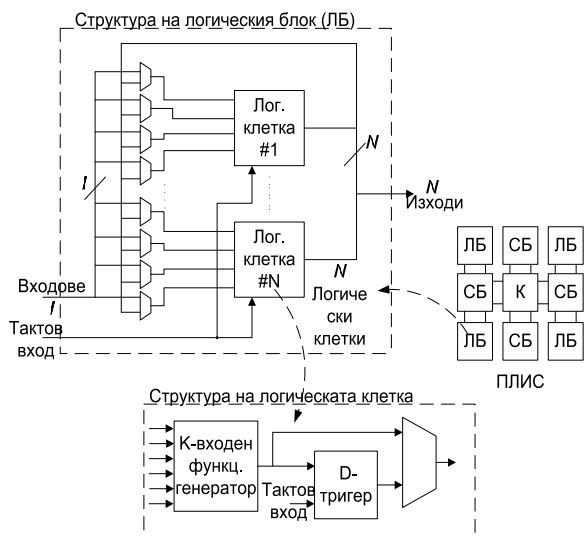 Структура на логическия блок (ЛБ)
Лог.
клетка
#1
I
N
N
Изходи
Лог.
клетка
#N
N
Логиче
ски
клетки
Входове
I
Тактов
вход
ЛБ
СБ
ЛБ
СБ
К
СБ
ЛБ
СБ
ЛБ
ПЛИС
Структура на логическата клетка
K-входен
функц.
генератор
Тактов
вход
D-
тригер